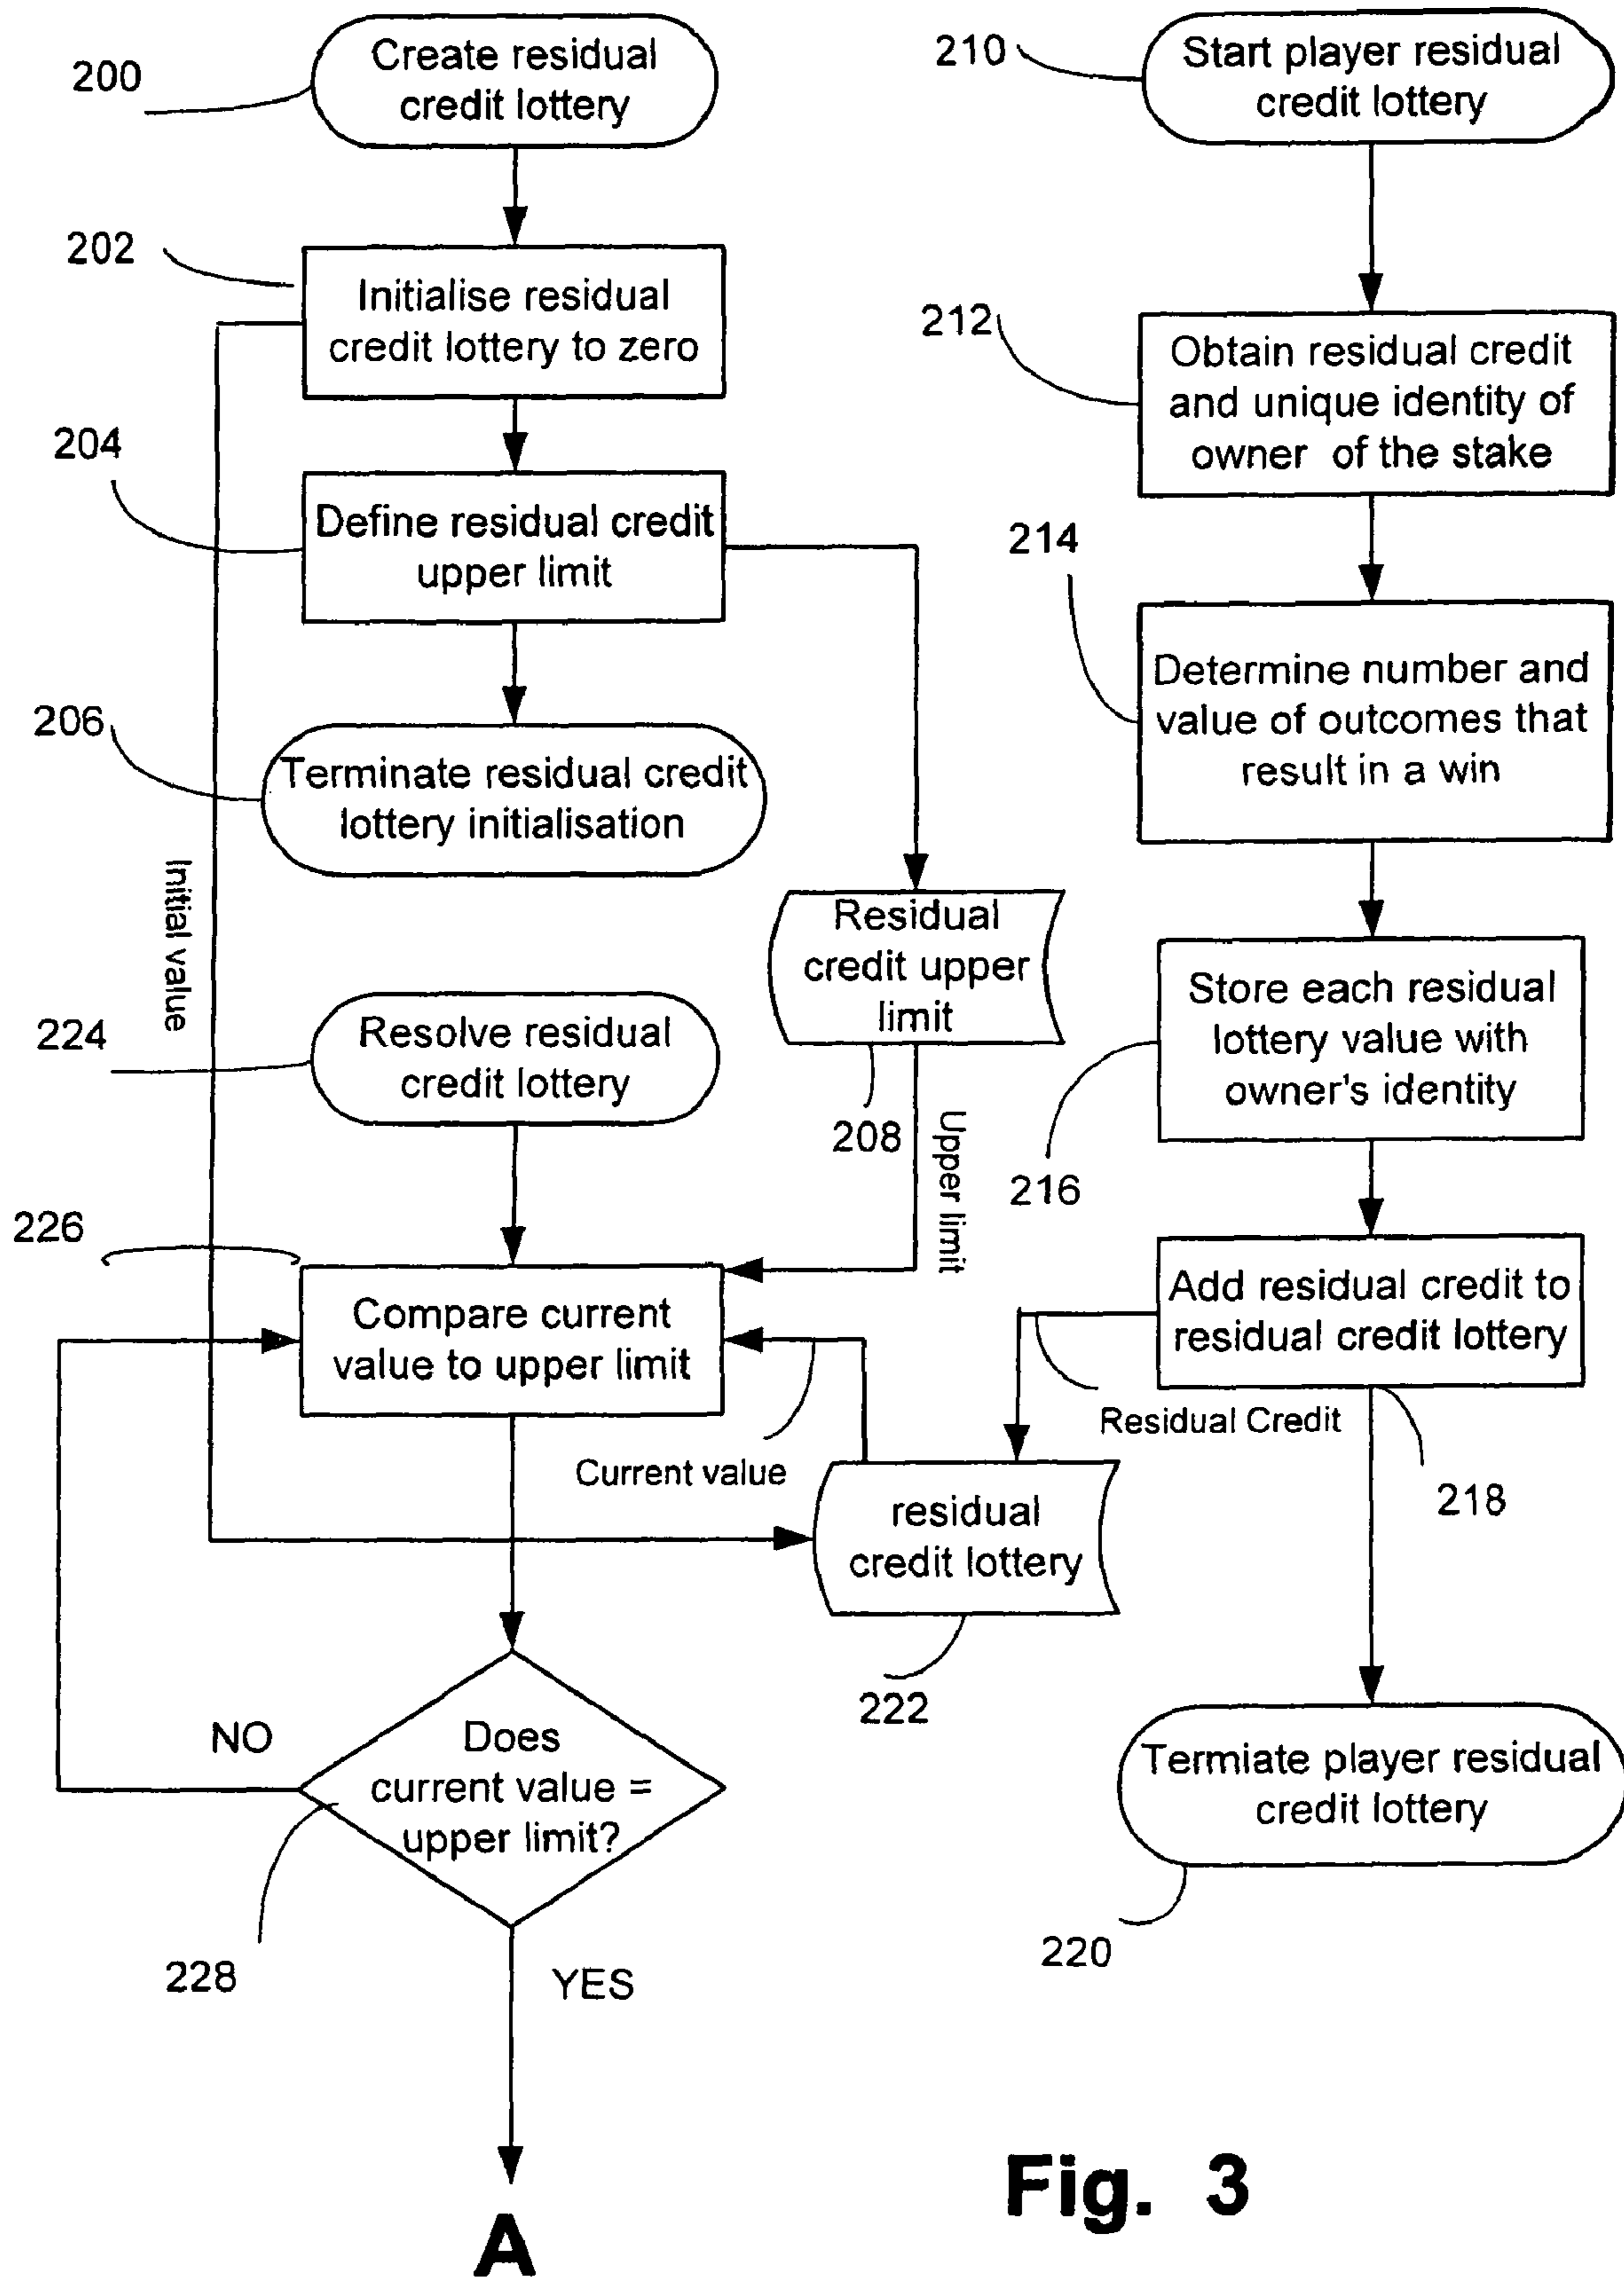 200
Create residual
credit lottery
202
Initialise residual
credit lottery to zero
204
Define residual credit
upper limit
206
Terminate residual credit
lottery initialisation
Initial value
Residual
credit upper
limit
208
Upper limit
224
Resolve residual
credit lottery
226
Compare current
value to upper limit
Current value
residual
credit lottery
222
NO
Does
current value =
upper limit?
228
YES
A
210
Start player residual
credit lottery
212
Obtain residual credit
and unique identity of
owner of the stake
214
Determine number and
value of outcomes that
result in a win
Store each residual
lottery value with
owner's identity
216
Add residual credit to
residual credit lottery
Residual Credit
218
Termiate player residual
credit lottery
220
Fig. 3